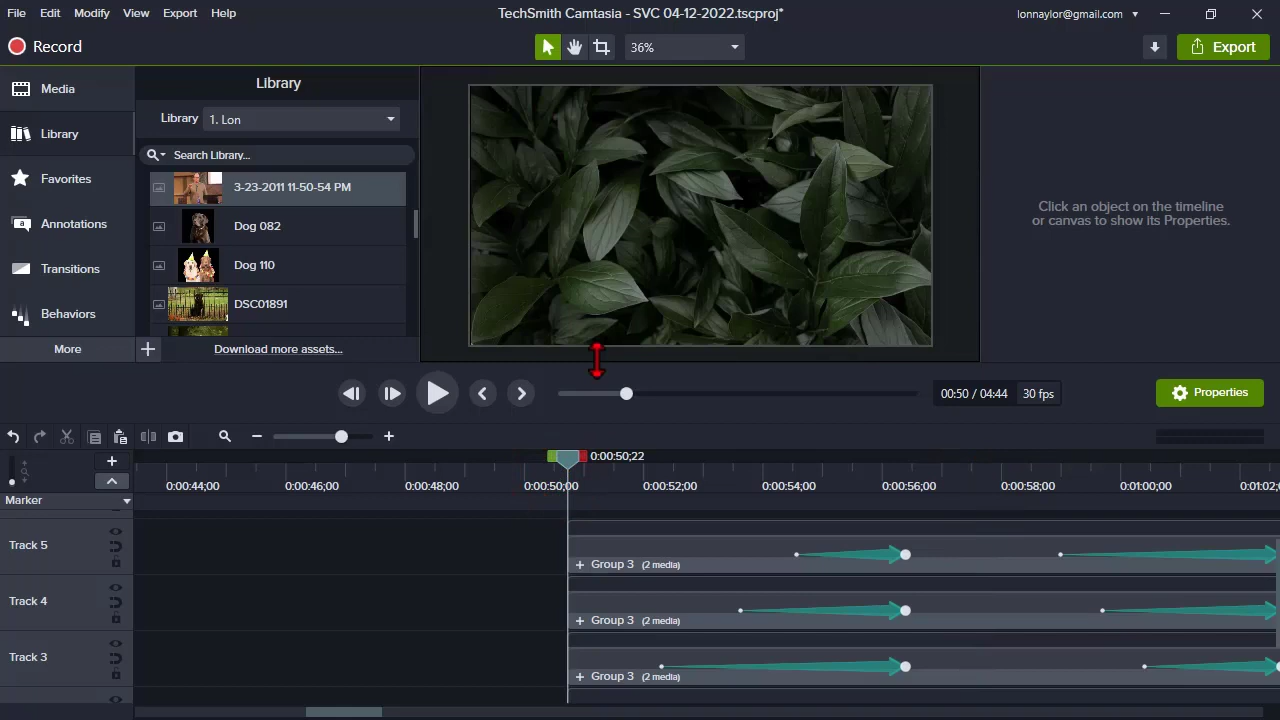 File Edit Modify View Export Help
TechSmith Camtasia - SVC 04-12-2022.tscproj*
lonnaylor@gmail.com
Record
36%
Export
Media
Library
Favorites
Annotations
Transitions
Behaviors
More
Library
Library 1. Lon
Search Library...
3-23-2011 11-50-54 PM
Dog 082
Dog 110
DSC01891
Download more assets...
Click an object on the timeline
or canvas to show its Properties.
00:50 / 04:44 30 fps
Properties
0:00:50;22
0:00:44;00 0:00:46;00 0:00:48;00 0:00:50;00 0:00:52;00 0:00:54;00 0:00:56;00 0:00:58;00 0:01:00;00 0:01:02;
Marker
Track 5
+ Group 3 (2 media)
Track 4
+ Group 3 (2 media)
Track 3
+ Group 3 (2 media)